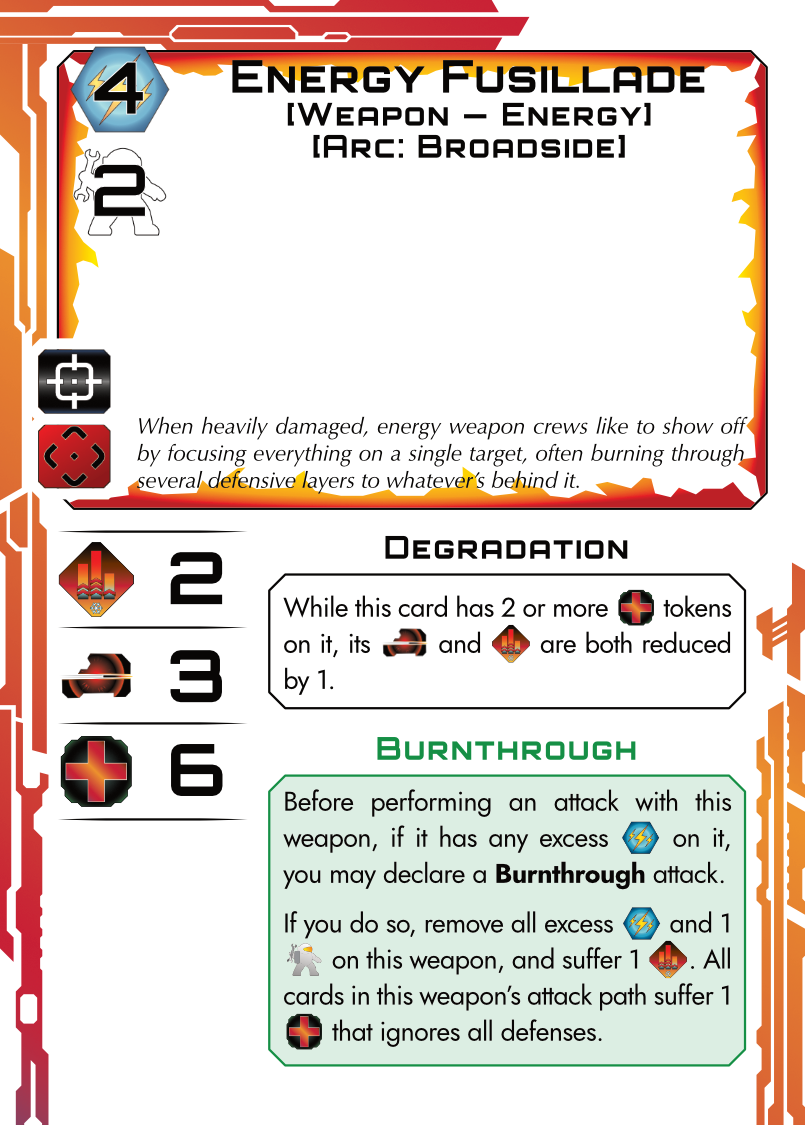 4
ENERGY FUSILLADE
[WEAPON – ENERGY]
[ARC: BROADSIDE]
2
When heavily damaged, energy weapon crews like to show off
by focusing everything on a single target, often burning through
several defensive layers to whatever's behind it.
2
3
6
DEGRADATION
While this card has 2 or more tokens
on it, its and are both reduced
by 1.
BURNTHROUGH
Before performing an attack with this
weapon, if it has any excess on it,
you may declare a Burnthrough attack.
If you do so, remove all excess and 1
on this weapon, and suffer 1 . All
cards in this weapon's attack path suffer 1
that ignores all defenses.